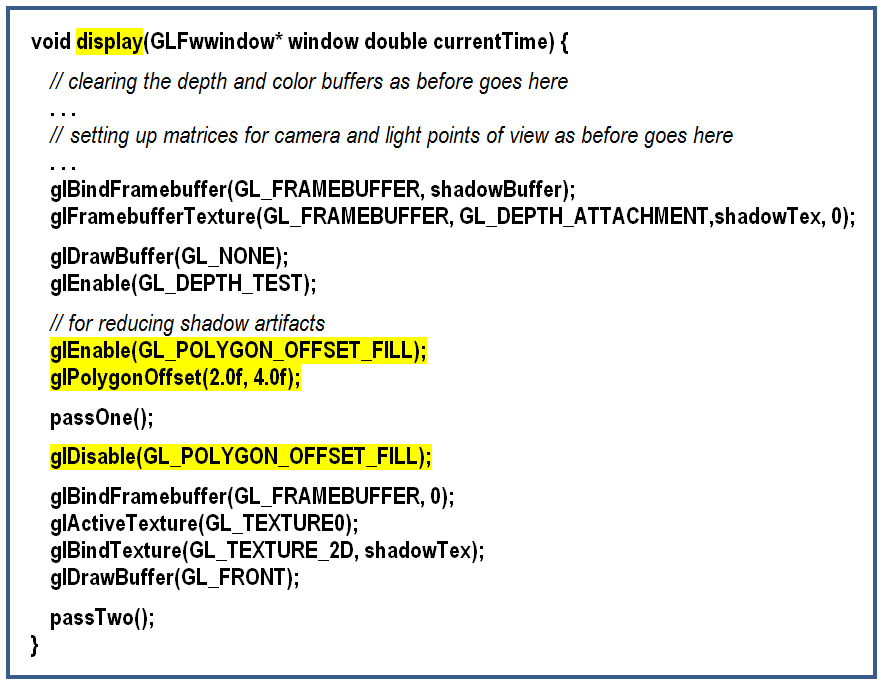 void display(GLFwwindow* window double currentTime) {
// clearing the depth and color buffers as before goes here
. . .
// setting up matrices for camera and light points of view as before goes here
. . .
glBindFramebuffer(GL_FRAMEBUFFER, shadowBuffer);
glFramebufferTexture(GL_FRAMEBUFFER, GL_DEPTH_ATTACHMENT,shadowTex, 0);
glDrawBuffer(GL_NONE);
glEnable(GL_DEPTH_TEST);
// for reducing shadow artifacts
glEnable(GL_POLYGON_OFFSET_FILL);
glPolygonOffset(2.0f, 4.0f);
passOne();
glDisable(GL_POLYGON_OFFSET_FILL);
glBindFramebuffer(GL_FRAMEBUFFER, 0);
glActiveTexture(GL_TEXTURE0);
glBindTexture(GL_TEXTURE_2D, shadowTex);
glDrawBuffer(GL_FRONT);
passTwo();
}